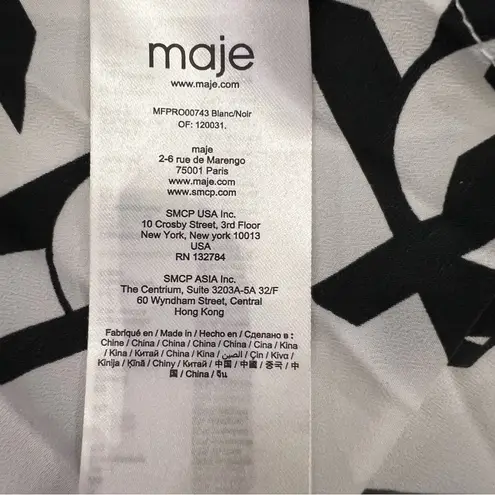 maje
www.maje.com
MFPRO00743 Blanc/Noir
OF: 120031.
maje
2-6 rue de Marengo
75001 Paris
www.maje.com
www.smcp.com
SMCP USA Inc.
10 Crosby Street, 3rd Floor
New York, New york 10013
USA
RN 132784
SMCP ASIA Inc.
The Centrium, Suite 3203A-5A 32/F
60 Wyndham Street, Central
Hong Kong
Fabriqué en / Made in / Hecho en / Сделано в :
Chine / China / China / China / China / Cina / Kina
/ Kina / Китай / China / Kina / الصين / Çin / Kiva /
Kinija / Ķīnā / Chiny / Китай / 中国 / 中國 / 중국 / 中
国 / China / จีน